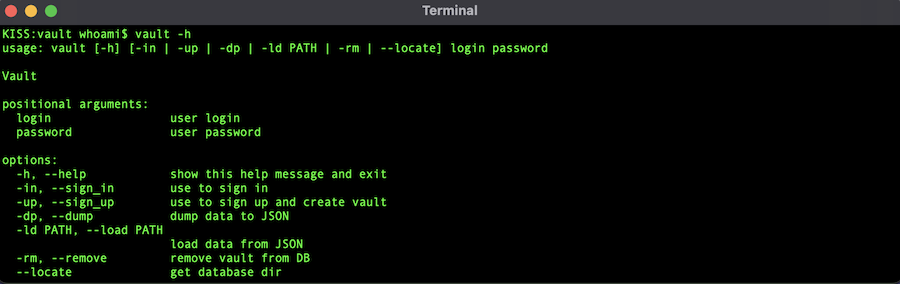 Terminal
KISS:vault whoami$ vault -h
usage: vault [-h] [-in | -up | -dp | -ld PATH | -rm | --locate] login password
Vault
positional arguments:
  login                 user login
  password              user password
options:
  -h, --help            show this help message and exit
  -in, --sign_in        use to sign in
  -up, --sign_up        use to sign up and create vault
  -dp, --dump           dump data to JSON
  -ld PATH, --load PATH
                        load data from JSON
  -rm, --remove         remove vault from DB
  --locate              get database dir